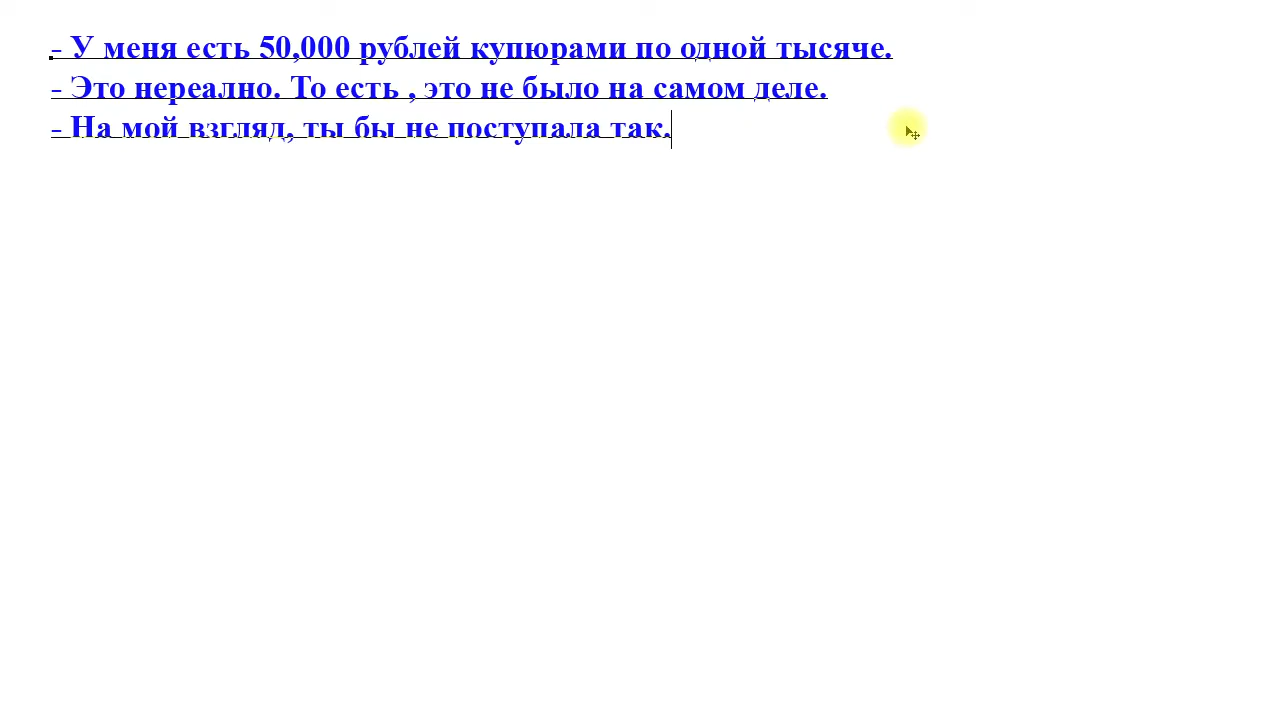 - У меня есть 50,000 рублей купюрами по одной тысяче.
- Это нереално. То есть , это не было на самом деле.
- На мой взгляд, ты бы не поступала так.